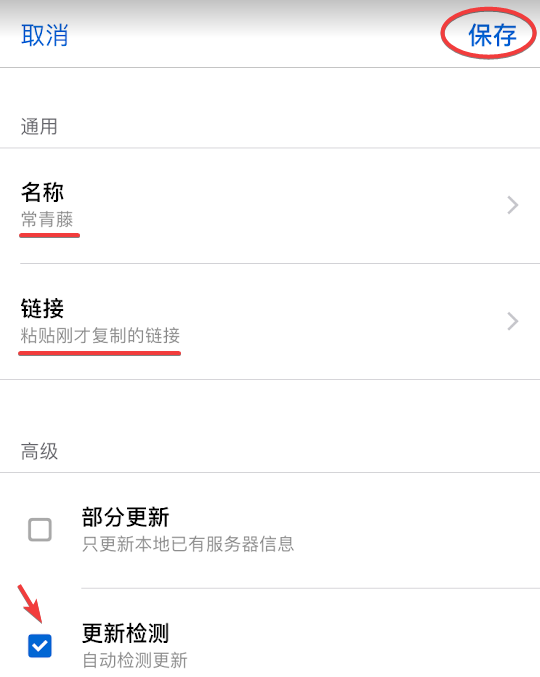 取消
保存
通用
名称
常青藤
链接
粘贴刚才复制的链接
高级
部分更新
只更新本地已有服务器信息
更新检测
自动检测更新